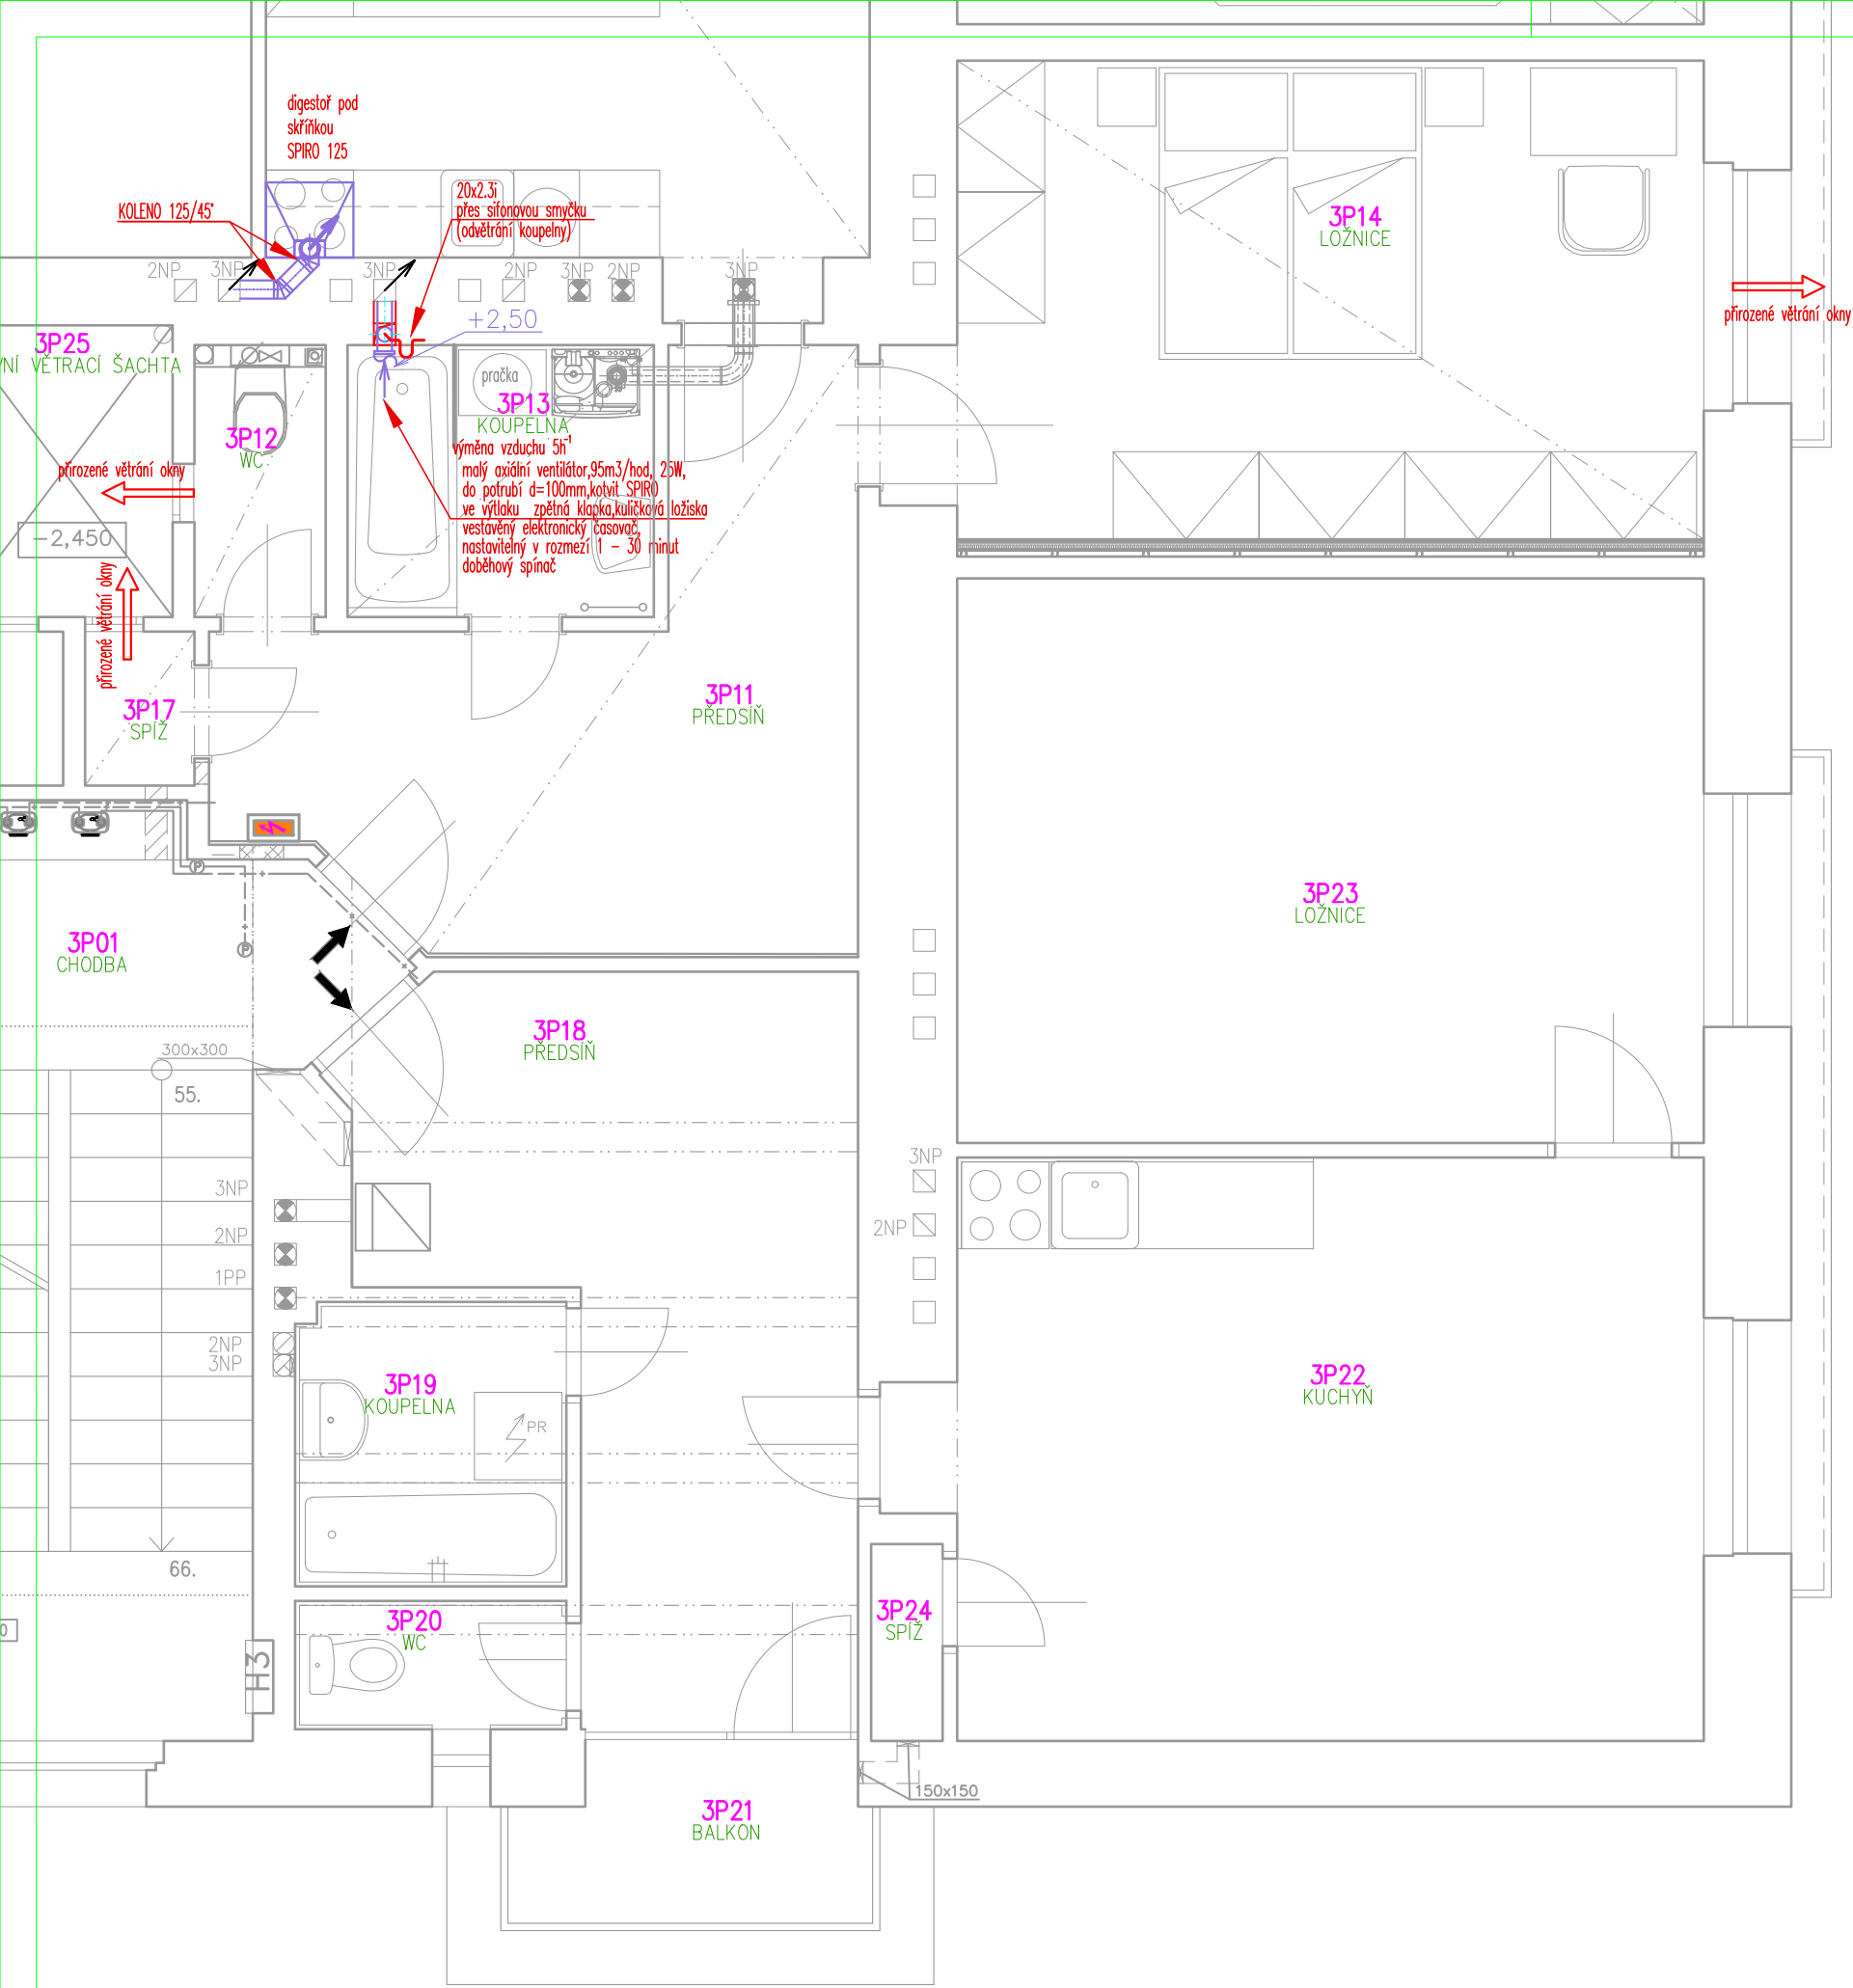 digestoř pod
skříňkou
SPIRO 125
KOLENO 125/45°
20x2.3i
přes sifonovou smyčku
(odvětrání koupelny)
3P14
LOŽNICE
2NP
3NP
3NP
2NP
3NP
2NP
3NP
přirozené větrání okny
+2,50
3P25
VNÍ VĚTRACÍ ŠACHTA
pračka
3P13
KOUPELNA
3P12
WC
výměna vzduchu 5h⁻¹
malý axiální ventilátor,95m3/hod, 25W,
do potrubí d=100mm,kotvit SPIRO
ve výtlaku zpětná klapka,kuličková ložiska
vestavěný elektronický časovač,
nastavitelný v rozmezí 1 - 30 minut
doběhový spínač
přirozené větrání okny
-2,450
přirozené větrání okny
3P11
PŘEDSÍŇ
3P17
SPÍŽ
P
P
3P23
LOŽNICE
3P01
CHODBA
3P18
PŘEDSÍŇ
300x300
55.
3NP
3NP
2NP
2NP
1PP
2NP
3NP
3P19
KOUPELNA
PR
3P22
KUCHYŇ
66.
3P20
WC
3P24
SPÍŽ
0
H3
150x150
3P21
BALKON